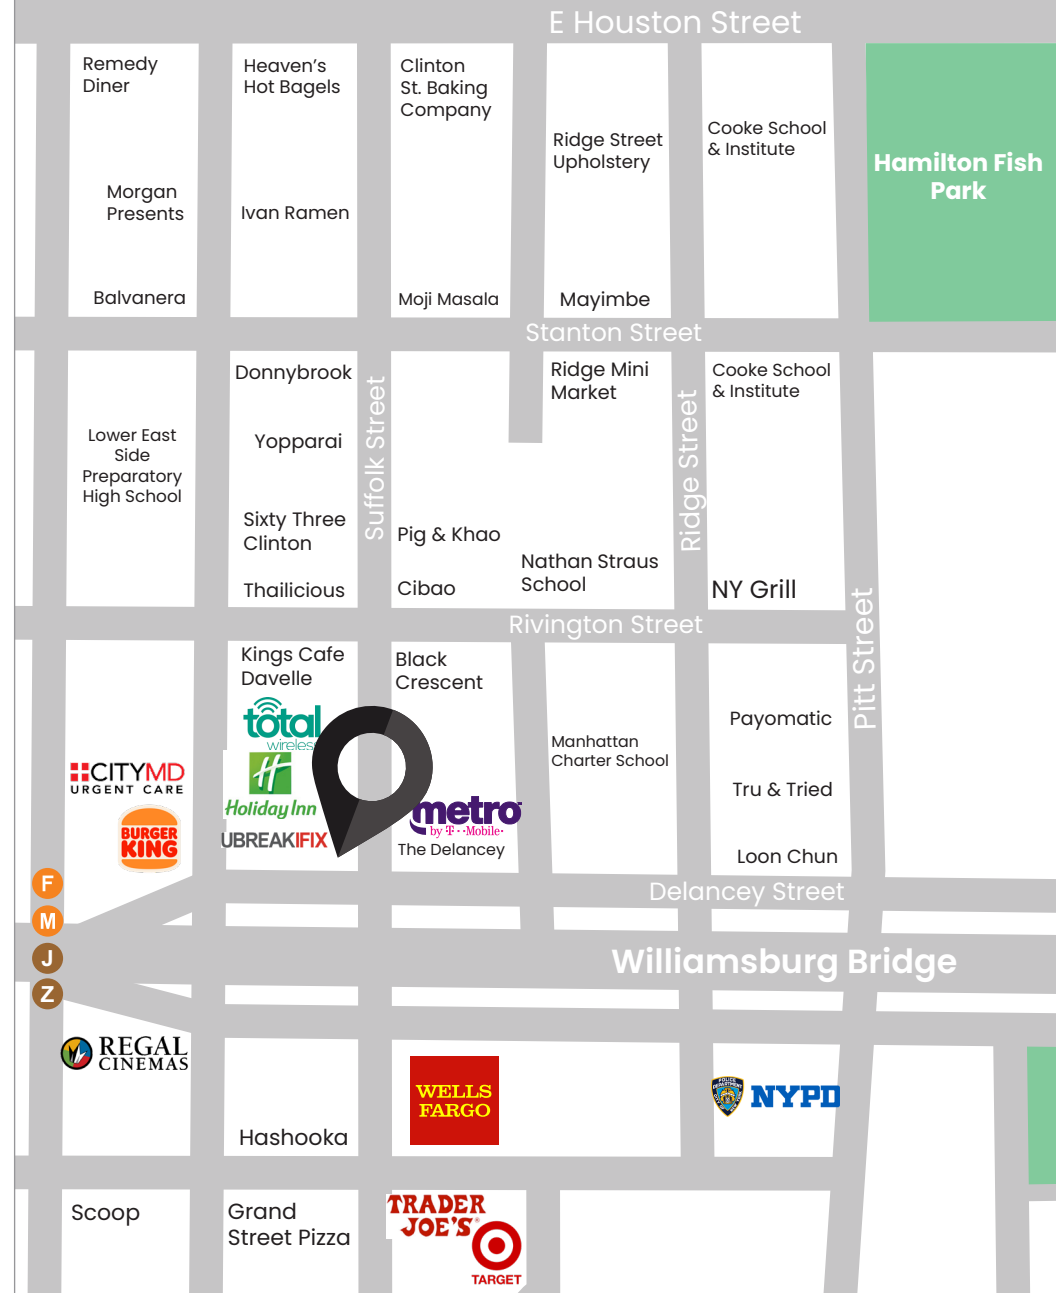 E Houston Street
Remedy
Diner
Heaven's
Hot Bagels
Clinton
St. Baking
Company
Ridge Street
Upholstery
Cooke School
& Institute
Hamilton Fish
Park
Morgan
Presents
Ivan Ramen
Balvanera
Moji Masala
Mayimbe
Stanton Street
Donnybrook
Ridge Mini
Market
Cooke School
& Institute
Suffolk Street
Ridge Street
Lower East
Side
Preparatory
High School
Yopparai
Sixty Three
Clinton
Pig & Khao
Nathan Straus
School
Thailicious
Cibao
NY Grill
Rivington Street
Pitt Street
Kings Cafe
Davelle
Black
Crescent
total
wireless
Payomatic
Manhattan
Charter School
CITYMD
URGENT CARE
H
Holiday Inn
Tru & Tried
BURGER
KING
UBREAKIFIX
metro
by T-Mobile
The Delancey
Loon Chun
F
M
J
Z
Delancey Street
Williamsburg Bridge
REGAL
CINEMAS
WELLS
FARGO
POLICE
NYPD
Hashooka
Scoop
Grand
Street Pizza
TRADER
JOE'S®
TARGET